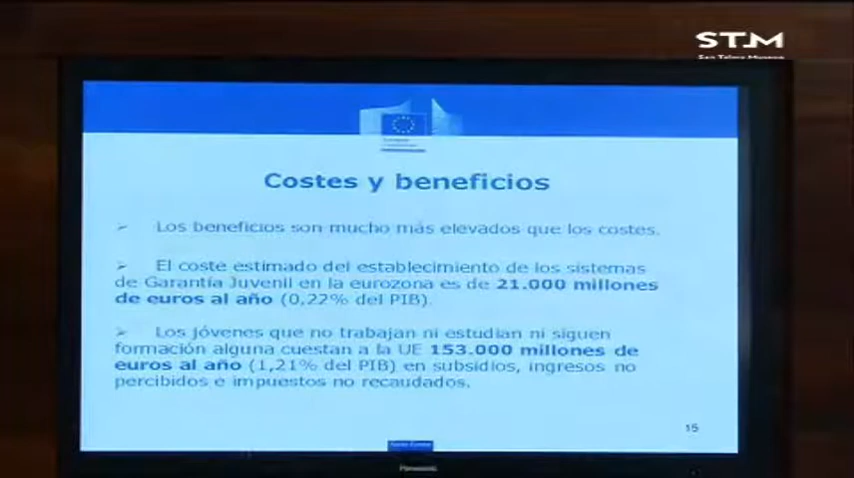 STM
San Telmo Museoa
Costes y beneficios
➢ Los beneficios son mucho más elevados que los costes.
➢ El coste estimado del establecimiento de los sistemas
de Garantía Juvenil en la eurozona es de 21.000 millones
de euros al año (0,22% del PIB).
➢ Los jóvenes que no trabajan ni estudian ni siguen
formación alguna cuestan a la UE 153.000 millones de
euros al año (1,21% del PIB) en subsidios, ingresos no
percibidos e impuestos no recaudados.
15
Panasonic